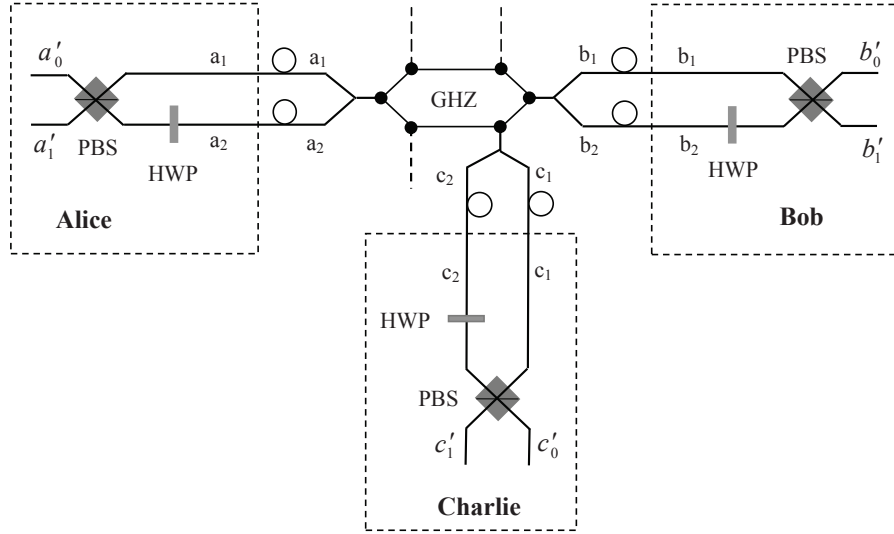 a₁ a₁ b₁ b₁ PBS
a′₀ b′₀
GHZ
a′₁ PBS a₂ a₂ b₂ b₂ b′₁
HWP HWP
c₂ c₁
Alice Bob
c₂ c₁
HWP
PBS
c′₁ c′₀
Charlie